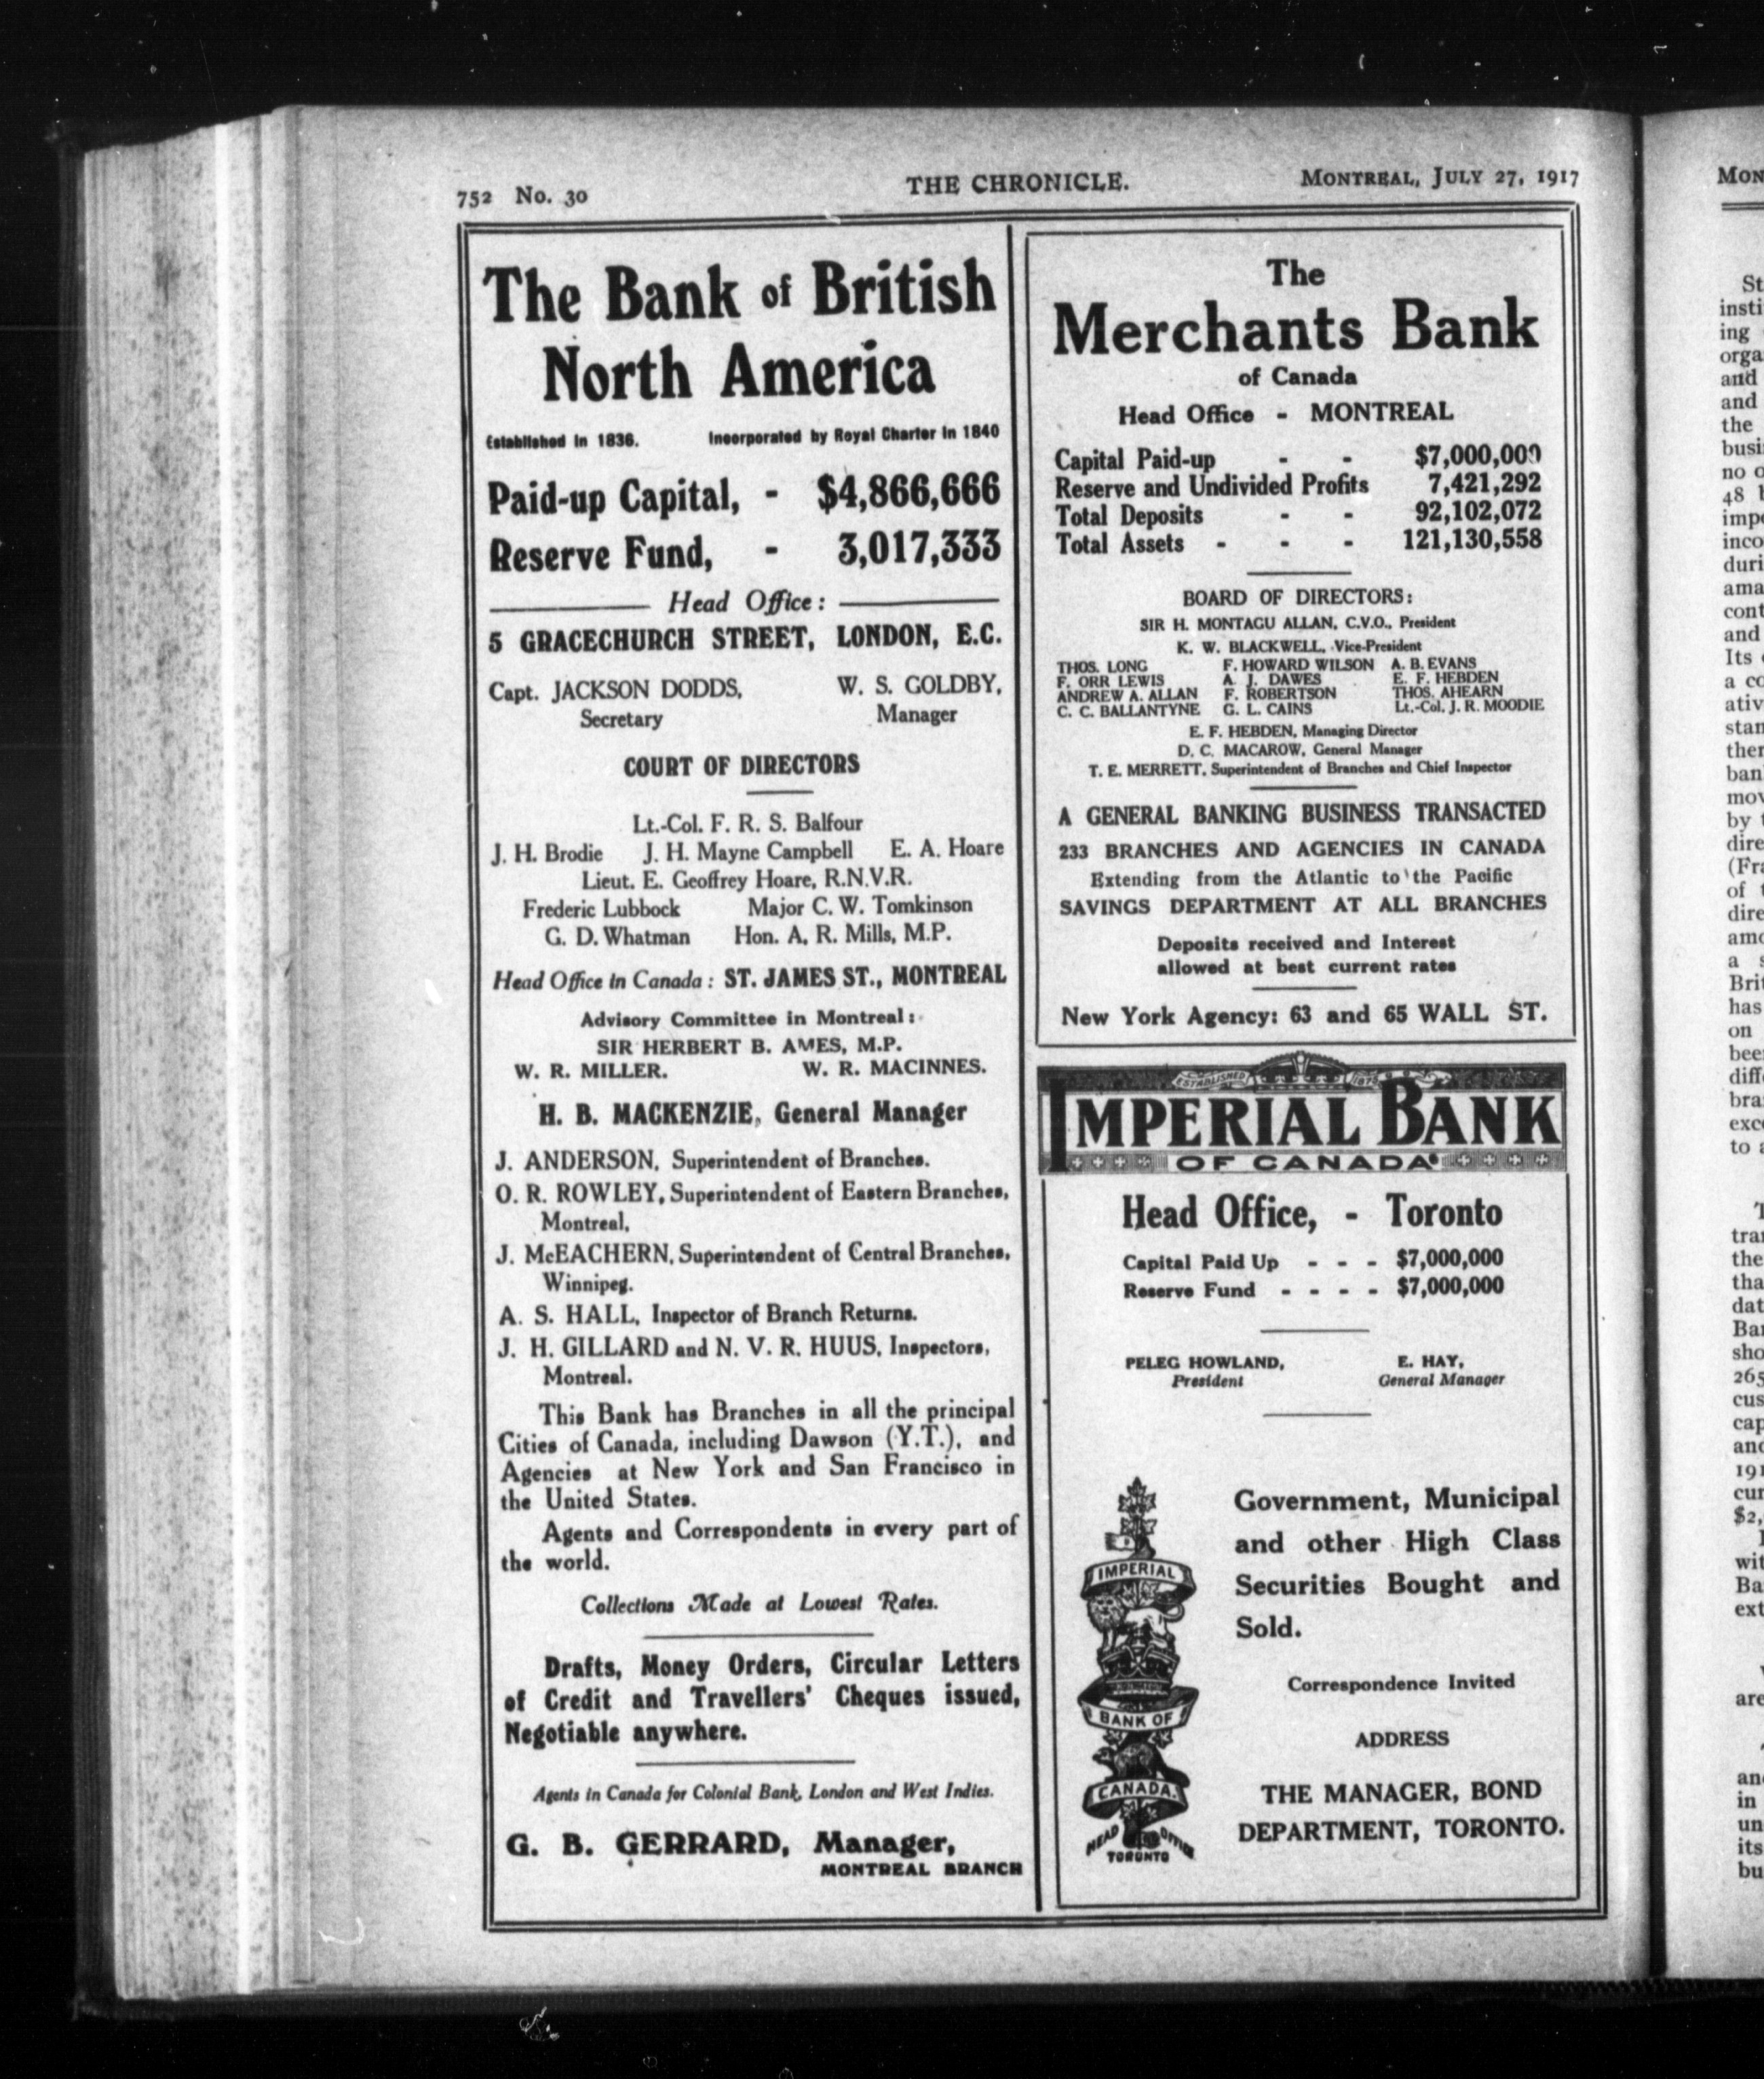 752 No. 30
THE CHRONICLE.
MONTREAL, JULY 27, 1917
The Bank of British
North America
Established in 1836. Incorporated by Royal Charter in 1840
Paid-up Capital, - $4,866,666
Reserve Fund, - 3,017,333
Head Office:
5 GRACECHURCH STREET, LONDON, E.C.
Capt. JACKSON DODDS, W. S. GOLDBY,
Secretary Manager
COURT OF DIRECTORS
Lt.-Col. F. R. S. Balfour
J. H. Brodie J. H. Mayne Campbell E. A. Hoare
Lieut. E. Geoffrey Hoare, R.N.V.R.
Frederic Lubbock Major C. W. Tomkinson
G. D. Whatman Hon. A. R. Mills, M.P.
Head Office in Canada: ST. JAMES ST., MONTREAL
Advisory Committee in Montreal:
SIR HERBERT B. AMES, M.P.
W. R. MILLER. W. R. MACINNES.
H. B. MACKENZIE, General Manager
J. ANDERSON, Superintendent of Branches.
O. R. ROWLEY, Superintendent of Eastern Branches,
Montreal,
J. McEACHERN, Superintendent of Central Branches,
Winnipeg.
A. S. HALL, Inspector of Branch Returns.
J. H. GILLARD and N. V. R. HUUS, Inspectors,
Montreal.
This Bank has Branches in all the principal
Cities of Canada, including Dawson (Y.T.), and
Agencies at New York and San Francisco in
the United States.
Agents and Correspondents in every part of
the world.
Collections Made at Lowest Rates.
Drafts, Money Orders, Circular Letters
of Credit and Travellers' Cheques issued,
Negotiable anywhere.
Agents in Canada for Colonial Bank, London and West Indies.
G. B. GERRARD, Manager,
MONTREAL BRANCH
The
Merchants Bank
of Canada
Head Office - MONTREAL
Capital Paid-up - - $7,000,000
Reserve and Undivided Profits 7,421,292
Total Deposits - - 92,102,072
Total Assets - - - 121,130,558
BOARD OF DIRECTORS:
SIR H. MONTAGU ALLAN, C.V.O., President
K. W. BLACKWELL, Vice-President
THOS. LONG F. HOWARD WILSON A. B. EVANS
F. ORR LEWIS A. J. DAWES E. F. HEBDEN
ANDREW A. ALLAN F. ROBERTSON THOS. AHEARN
C. C. BALLANTYNE G. L. CAINS Lt.-Col. J. R. MOODIE
E. F. HEBDEN, Managing Director
D. C. MACAROW, General Manager
T. E. MERRETT, Superintendent of Branches and Chief Inspector
A GENERAL BANKING BUSINESS TRANSACTED
233 BRANCHES AND AGENCIES IN CANADA
Extending from the Atlantic to the Pacific
SAVINGS DEPARTMENT AT ALL BRANCHES
Deposits received and Interest
allowed at best current rates
New York Agency: 63 and 65 WALL ST.
ESTABLISHED 1875
IMPERIAL BANK
OF CANADA
Head Office, - Toronto
Capital Paid Up - - - $7,000,000
Reserve Fund - - - - $7,000,000
PELEG HOWLAND, E. HAY,
President General Manager
IMPERIAL
BANK OF
CANADA.
HEAD OFFICE
TORONTO
Government, Municipal
and other High Class
Securities Bought and
Sold.
Correspondence Invited
ADDRESS
THE MANAGER, BOND
DEPARTMENT, TORONTO.